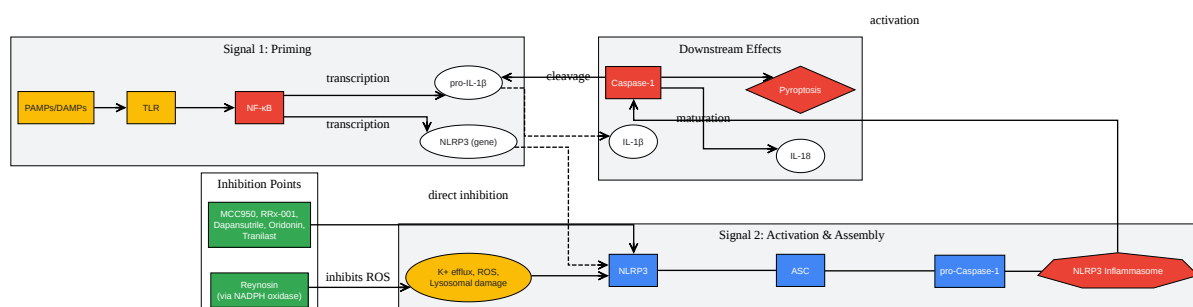 activation
Signal 1: Priming
Downstream Effects
transcription
pro-IL-1β
cleavage
Caspase-1
Pyroptosis
PAMPs/DAMPs
TLR
NF-κB
transcription
maturation
NLRP3 (gene)
IL-1β
IL-18
Inhibition Points
direct inhibition
MCC950, RRx-001,
Dapansutrile, Oridonin,
Tranilast
Signal 2: Activation & Assembly
inhibits ROS
K+ efflux, ROS,
Lysosomal damage
NLRP3
ASC
pro-Caspase-1
NLRP3 Inflammasome
Reynosin
(via NADPH oxidase)